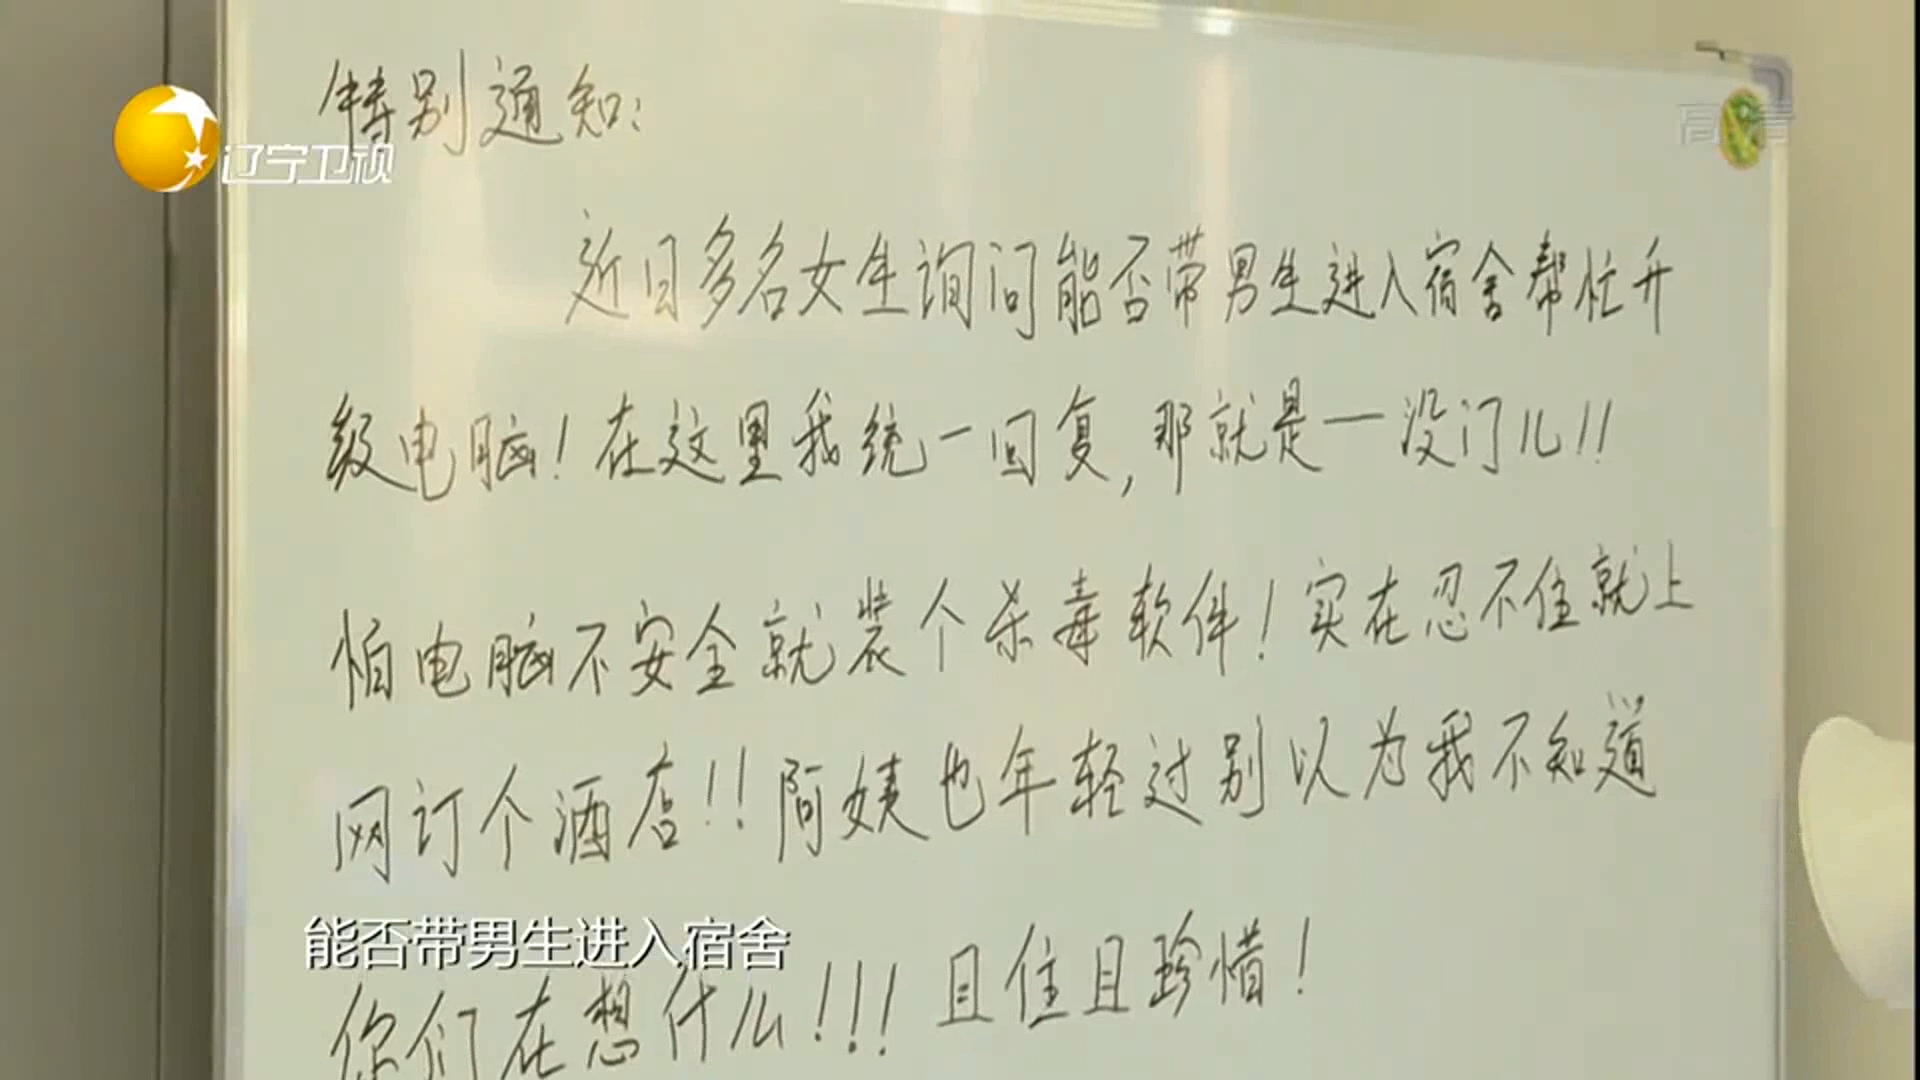 特别通知:
辽宁卫视
高清
近日多名女生询问能否带男生进入宿舍帮忙升
级电脑!在这里我统一回复,那就是一没门儿!!
怕电脑不安全就装个杀毒软件!实在忍不住就上
网订个酒店!!阿姨也年轻过别以为我不知道
能否带男生进入宿舍
你们在想什么!!!且住且珍惜!